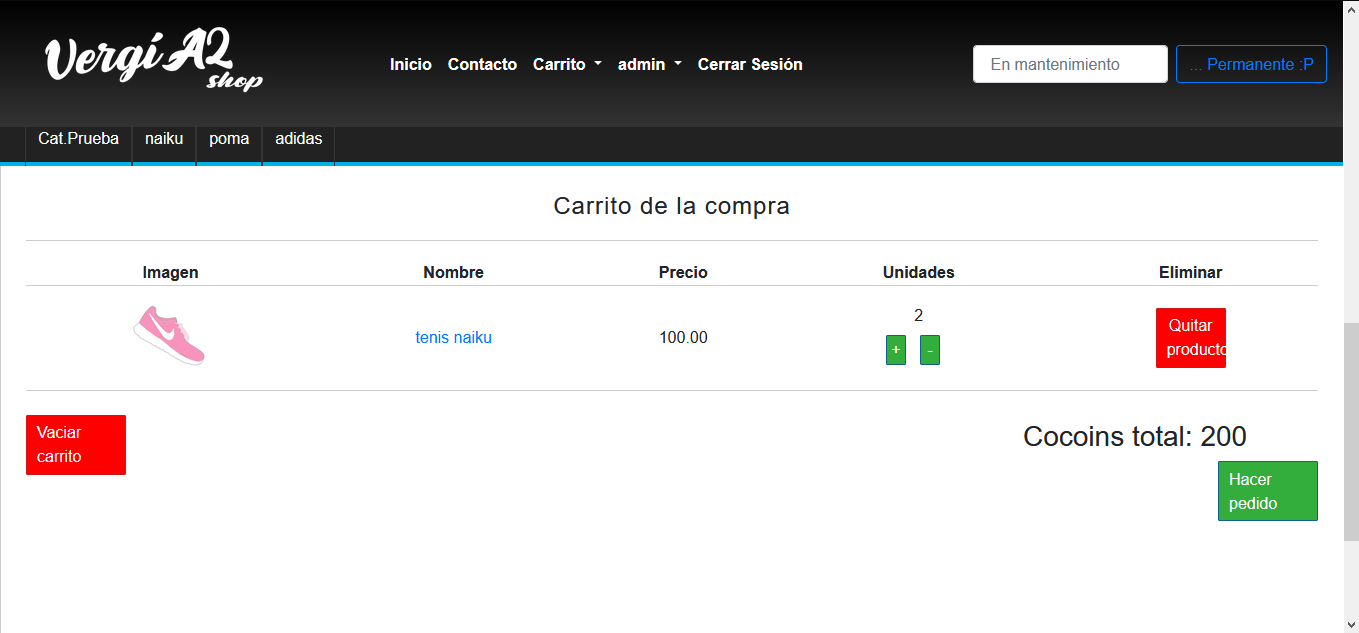 Vergí A2
shop
Inicio Contacto Carrito admin Cerrar Sesión
En mantenimiento
... Permanente :P
Cat.Prueba naiku poma adidas
Carrito de la compra
Imagen Nombre Precio Unidades Eliminar
tenis naiku 100.00
2
+ -
Quitar
producto
Vaciar
carrito
Cocoins total: 200
Hacer
pedido